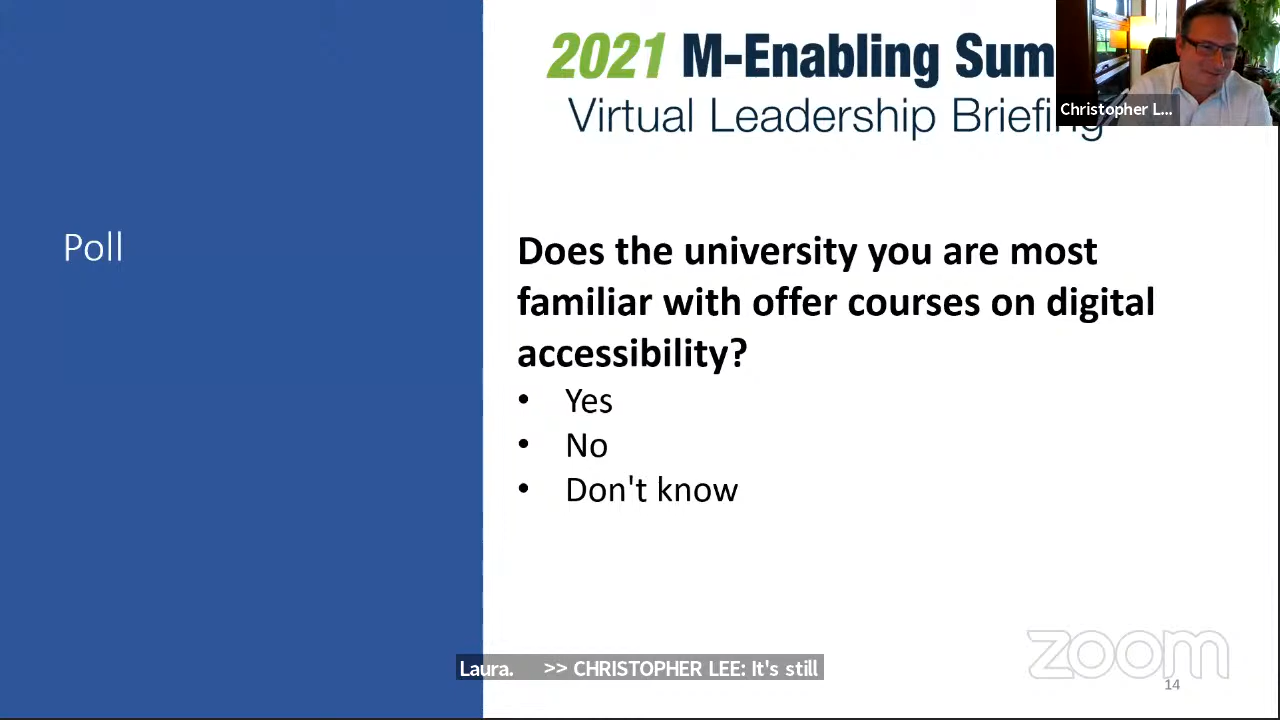 2021 M-Enabling Sum
Virtual Leadership Briefing
Christopher L...
Poll
Does the university you are most
familiar with offer courses on digital
accessibility?
• Yes
• No
• Don't know
Laura. >> CHRISTOPHER LEE: It's still
zoom
14